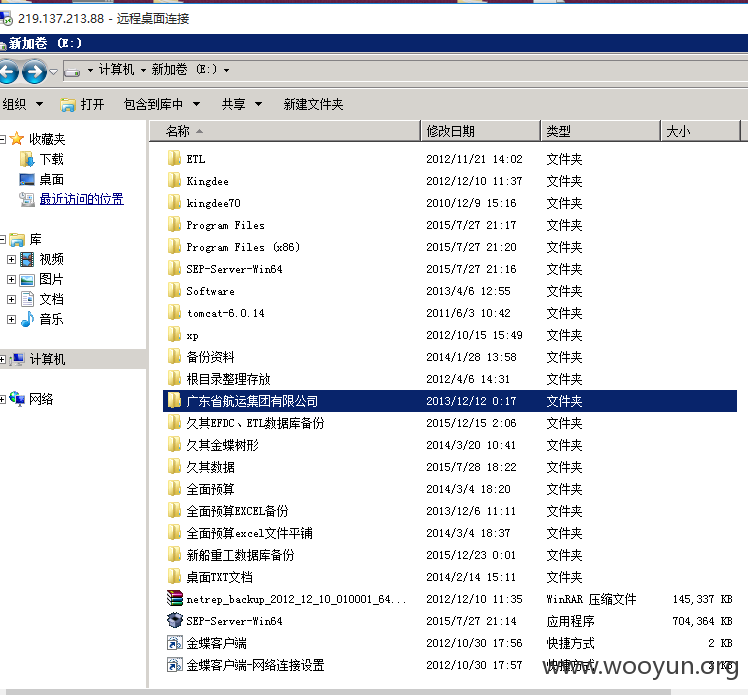 219.137.213.88 - 远程桌面连接
新加卷 (E:)
计算机 新加卷 (E:)
组织 打开 包含到库中 共享 新建文件夹
收藏夹
下载
桌面
最近访问的位置
库
视频
图片
文档
音乐
计算机
网络
名称 修改日期 类型 大小
ETL 2012/11/21 14:02 文件夹
Kingdee 2012/12/10 11:37 文件夹
kingdee70 2010/12/9 15:16 文件夹
Program Files 2015/7/27 21:17 文件夹
Program Files (x86) 2015/7/27 21:20 文件夹
SEP-Server-Win64 2015/7/27 21:16 文件夹
Software 2013/4/6 12:55 文件夹
tomcat-6.0.14 2011/6/3 10:42 文件夹
xp 2012/10/15 15:49 文件夹
备份资料 2014/1/28 13:58 文件夹
根目录整理存放 2012/4/6 14:31 文件夹
广东省航运集团有限公司 2013/12/12 0:17 文件夹
久其EFDC、ETL数据库备份 2015/12/15 2:06 文件夹
久其金蝶树形 2014/3/20 10:41 文件夹
久其数据 2015/7/28 18:22 文件夹
全面预算 2014/3/4 18:20 文件夹
全面预算EXCEL备份 2013/12/6 11:11 文件夹
全面预算excel文件平铺 2014/3/4 18:37 文件夹
新船重工数据库备份 2015/12/23 0:01 文件夹
桌面TXT文档 2014/2/14 15:11 文件夹
netrep_backup_2012_12_10_010001_64... 2012/12/10 11:35 WinRAR 压缩文件 145,337 KB
SEP-Server-Win64 2015/7/27 21:14 应用程序 704,364 KB
金蝶客户端 2012/10/30 17:56 快捷方式 2 KB
金蝶客户端-网络连接设置 2012/10/30 17:57 快捷方式 2 KB
www.wooyun.org